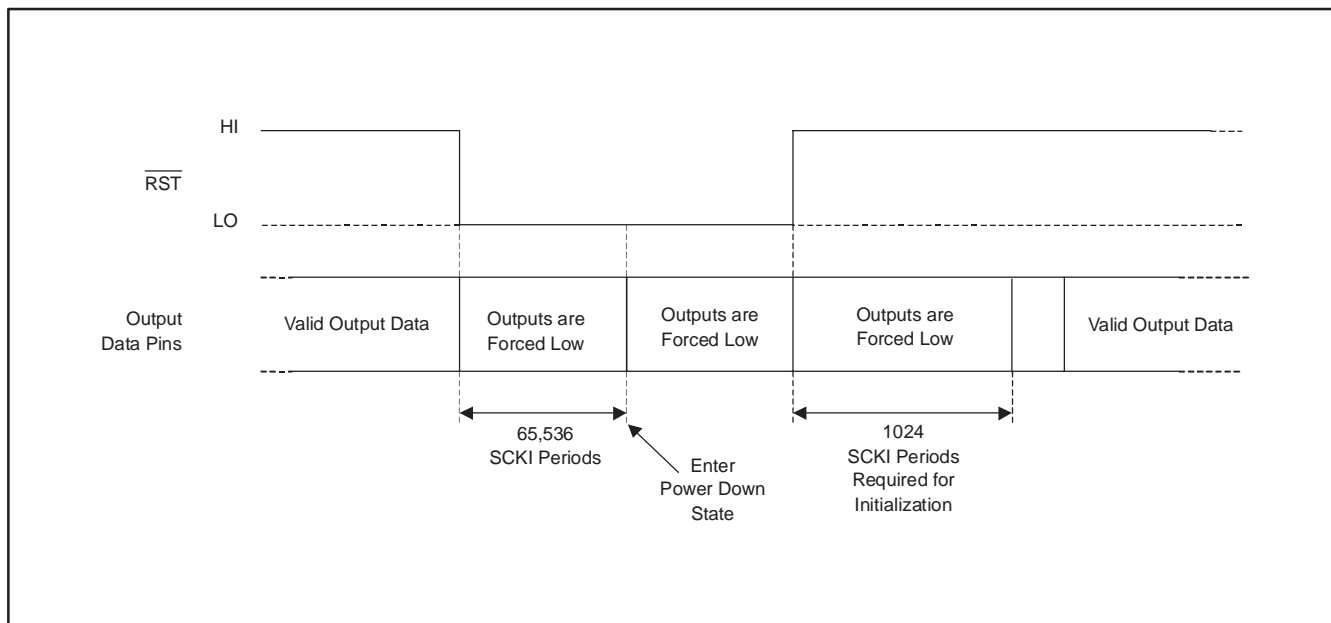 HI
RST
LO
Output
Data Pins
Valid Output Data
Outputs are
Forced Low
Outputs are
Forced Low
Outputs are
Forced Low
Valid Output Data
65,536
SCKI Periods
Enter
Power Down
State
1024
SCKI Periods
Required for
Initialization